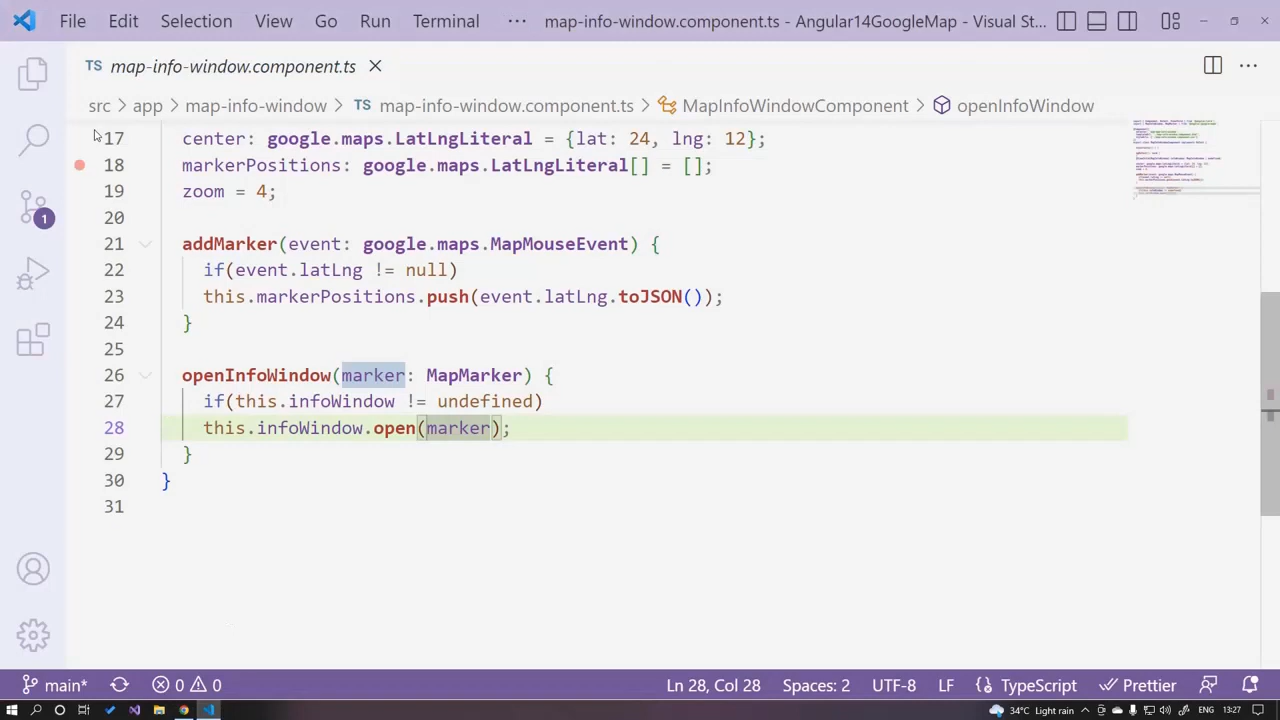 File Edit Selection View Go Run Terminal ··· map-info-window.component.ts - Angular14GoogleMap - Visual St...
TS map-info-window.component.ts
src > app > map-info-window > TS map-info-window.component.ts > MapInfoWindowComponent > openInfoWindow
17 center: google.maps.LatLngLiteral = {lat: 24, lng: 12};
18 markerPositions: google.maps.LatLngLiteral[] = [];
19 zoom = 4;
20
21 addMarker(event: google.maps.MapMouseEvent) {
22 if(event.latLng != null)
23 this.markerPositions.push(event.latLng.toJSON());
24 }
25
26 openInfoWindow(marker: MapMarker) {
27 if(this.infoWindow != undefined)
28 this.infoWindow.open(marker);
29 }
30 }
31
1
main* 0 0 Ln 28, Col 28 Spaces: 2 UTF-8 LF TypeScript Prettier
34°C Light rain ENG 13:27